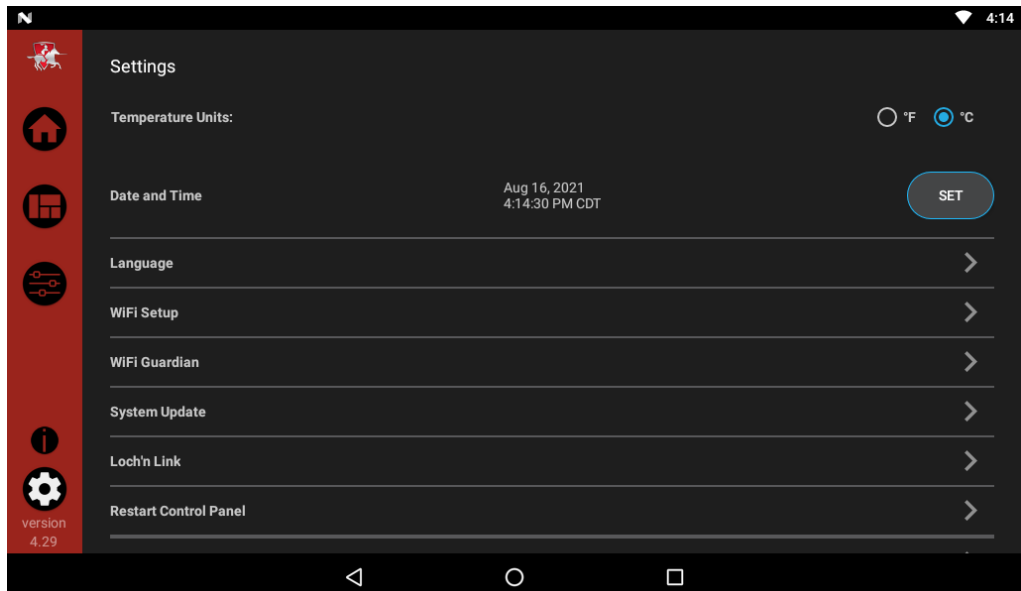 4:14
Settings
Temperature Units:
°F °C
Date and Time
Aug 16, 2021
4:14:30 PM CDT
SET
Language
WiFi Setup
WiFi Guardian
System Update
Loch'n Link
Restart Control Panel
version
4.29